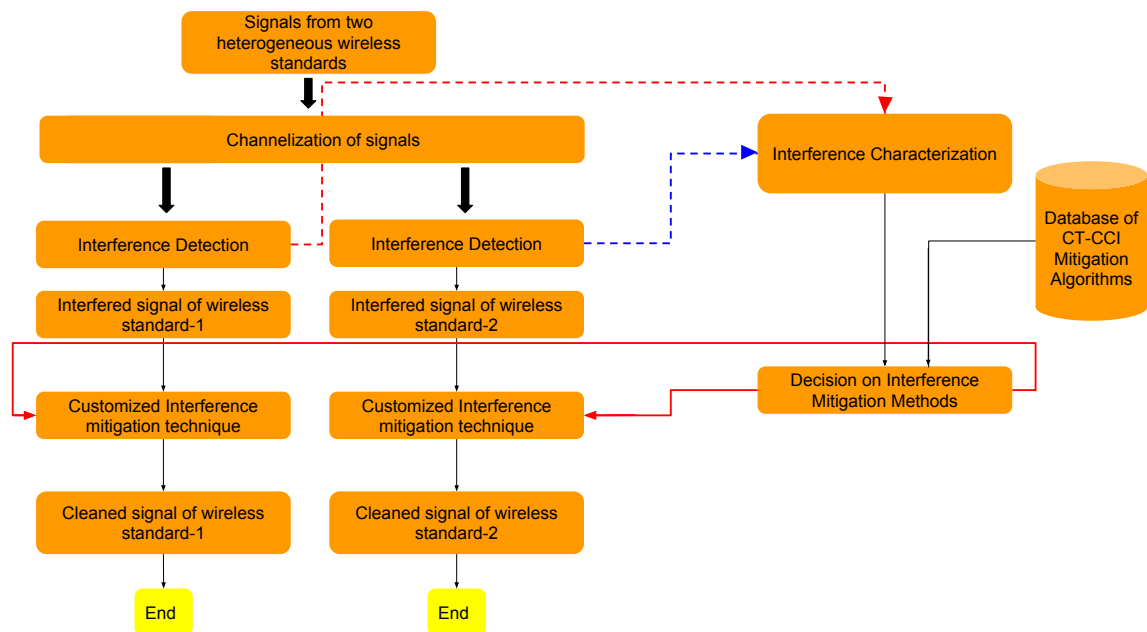 Signals from two
heterogeneous wireless
standards
Channelization of signals
Interference Characterization
Database of
CT-CCI
Mitigation
Algorithms
Interference Detection
Interference Detection
Interfered signal of wireless
standard-1
Interfered signal of wireless
standard-2
Customized Interference
mitigation technique
Customized Interference
mitigation technique
Decision on Interference
Mitigation Methods
Cleaned signal of wireless
standard-1
Cleaned signal of wireless
standard-2
End
End